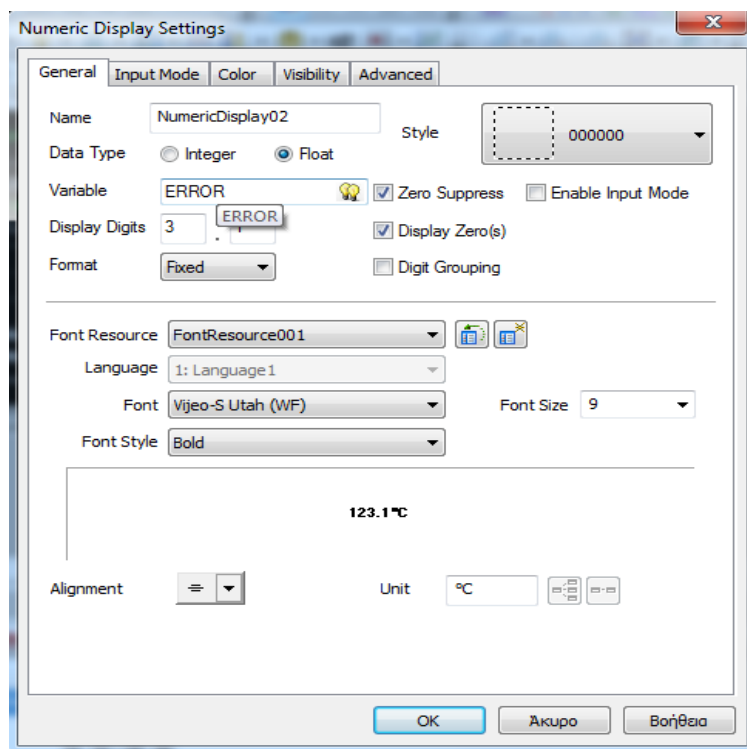 Numeric Display Settings
General Input Mode Color Visibility Advanced
Name NumericDisplay02 Style 000000
Data Type Integer Float
Variable ERROR Zero Suppress Enable Input Mode
ERROR
Display Digits 3 . Display Zero(s)
Format Fixed Digit Grouping
Font Resource FontResource001
Language 1: Language1
Font Vijeo-S Utah (WF) Font Size 9
Font Style Bold
123.1°C
Alignment Unit °C
OK Άκυρο Βοήθεια